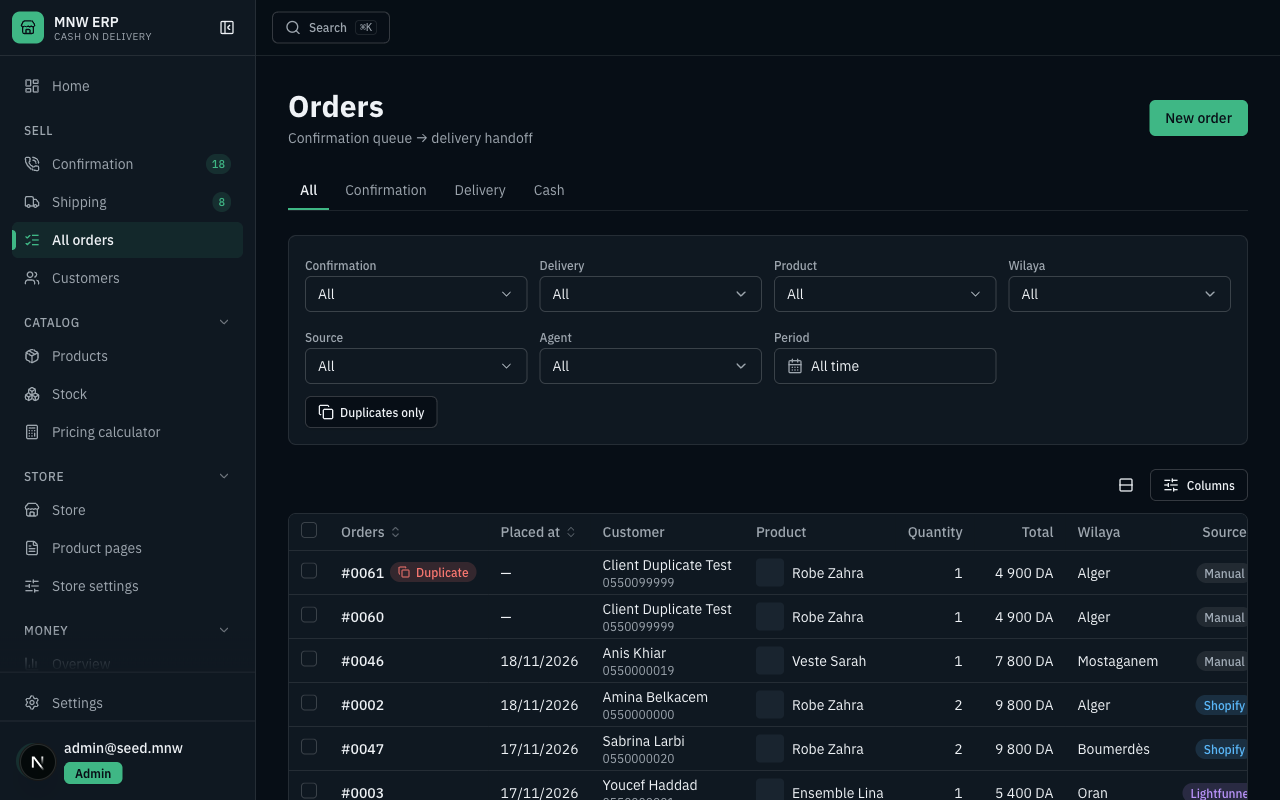 MNW ERP
CASH ON DELIVERY
Search ⌘K
Home
SELL
Confirmation 18
Shipping 8
All orders
Customers
CATALOG
Products
Stock
Pricing calculator
STORE
Store
Product pages
Store settings
MONEY
Overview
Settings
N
admin@seed.mnw
Admin
Orders
Confirmation queue → delivery handoff
New order
All Confirmation Delivery Cash
Confirmation Delivery Product Wilaya
All All All All
Source Agent Period
All All All time
Duplicates only
Columns
Orders Placed at Customer Product Quantity Total Wilaya Source
#0061 Duplicate — Client Duplicate Test 0550099999 Robe Zahra 1 4 900 DA Alger Manual
#0060 — Client Duplicate Test 0550099999 Robe Zahra 1 4 900 DA Alger Manual
#0046 18/11/2026 Anis Khiar 0550000019 Veste Sarah 1 7 800 DA Mostaganem Manual
#0002 18/11/2026 Amina Belkacem 0550000000 Robe Zahra 2 9 800 DA Alger Shopify
#0047 17/11/2026 Sabrina Larbi 0550000020 Robe Zahra 2 9 800 DA Boumerdès Shopify
#0003 17/11/2026 Youcef Haddad Ensemble Lina 1 5 400 DA Oran Lightfunne